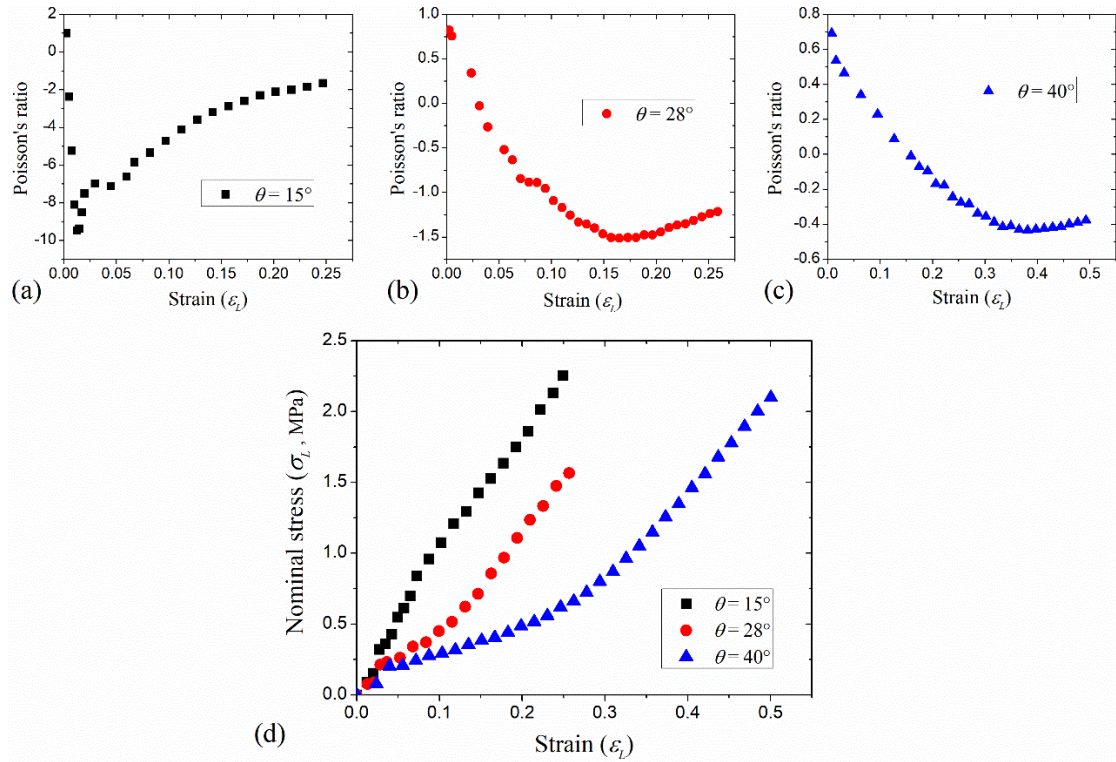 Poisson's ratio
2
0
-2
-4
-6
-8
-10
0.00
0.05
0.10
0.15
0.20
0.25
θ = 15°
(a)
Strain (ε_L)
Poisson's ratio
1.0
0.5
0.0
-0.5
-1.0
-1.5
0.00
0.05
0.10
0.15
0.20
0.25
θ = 28°
(b)
Strain (ε_L)
Poisson's ratio
0.8
0.6
0.4
0.2
0.0
-0.2
-0.4
-0.6
0.0
0.1
0.2
0.3
0.4
0.5
θ = 40°
(c)
Strain (ε_L)
Nominal stress (σ_L, MPa)
2.5
2.0
1.5
1.0
0.5
0.0
0.0
0.1
0.2
0.3
0.4
0.5
θ = 15°
θ = 28°
θ = 40°
(d)
Strain (ε_L)